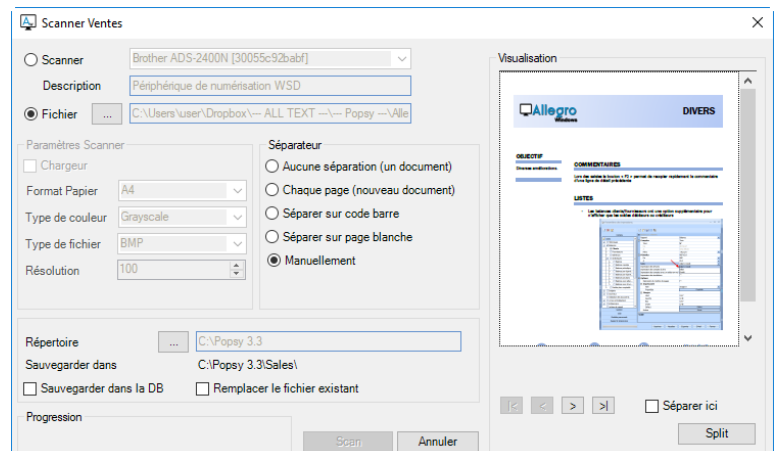 Scanner Ventes
Scanner
Brother ADS-2400N [30055c92babf]
Description
Périphérique de numérisation WSD
Fichier
...
C:\Users\user\Dropbox\--- ALL TEXT ---\--- Popsy ---\Alle
Paramètres Scanner
Chargeur
Format Papier
A4
Type de couleur
Grayscale
Type de fichier
BMP
Résolution
100
Séparateur
Aucune séparation (un document)
Chaque page (nouveau document)
Séparer sur code barre
Séparer sur page blanche
Manuellement
Répertoire
...
C:\Popsy 3.3
Sauvegarder dans
C:\Popsy 3.3\Sales\
Sauvegarder dans la DB
Remplacer le fichier existant
Progression
Scan
Annuler
Visualisation
Allegro
Windows
DIVERS
OBJECTIF
Diverses améliorations
COMMENTAIRES
LISTES
|<
<
>
>|
Séparer ici
Split